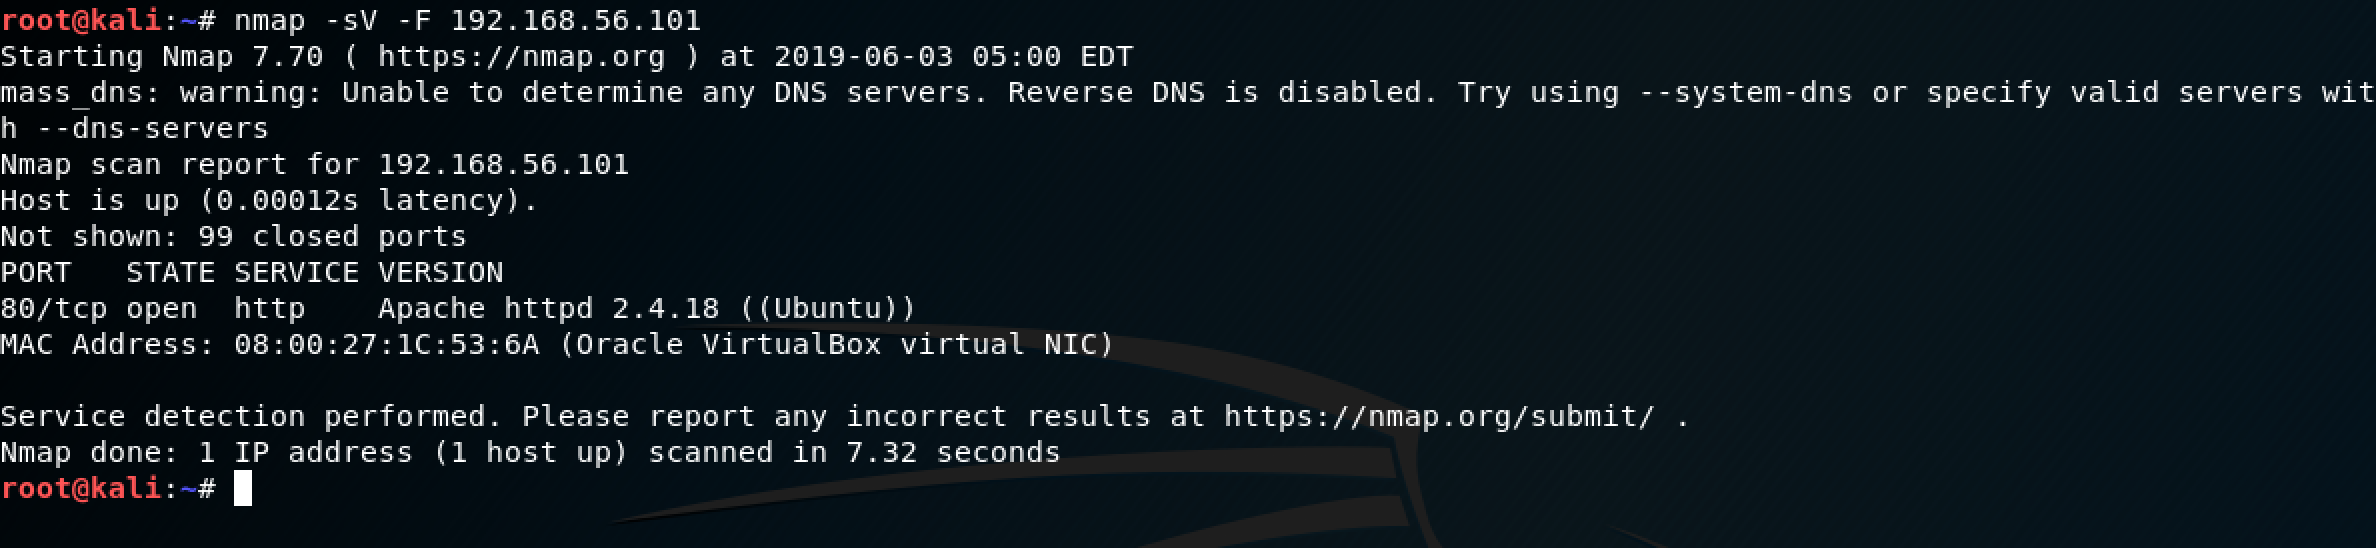 root@kali:~# nmap -sV -F 192.168.56.101
Starting Nmap 7.70 ( https://nmap.org ) at 2019-06-03 05:00 EDT
mass_dns: warning: Unable to determine any DNS servers. Reverse DNS is disabled. Try using --system-dns or specify valid servers wit
h --dns-servers
Nmap scan report for 192.168.56.101
Host is up (0.00012s latency).
Not shown: 99 closed ports
PORT   STATE SERVICE VERSION
80/tcp open  http    Apache httpd 2.4.18 ((Ubuntu))
MAC Address: 08:00:27:1C:53:6A (Oracle VirtualBox virtual NIC)
Service detection performed. Please report any incorrect results at https://nmap.org/submit/ .
Nmap done: 1 IP address (1 host up) scanned in 7.32 seconds
root@kali:~#